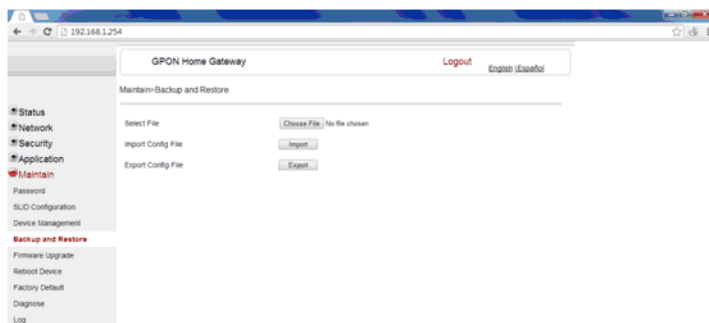 192.168.1.254
GPON Home Gateway
Logout
English |Español
Maintain>Backup and Restore
Status
Network
Security
Application
Maintain
Password
SLID Configuration
Device Management
Backup and Restore
Firmware Upgrade
Reboot Device
Factory Default
Diagnose
Log
Select File
Choose File No file chosen
Import Config File
Import
Export Config File
Export